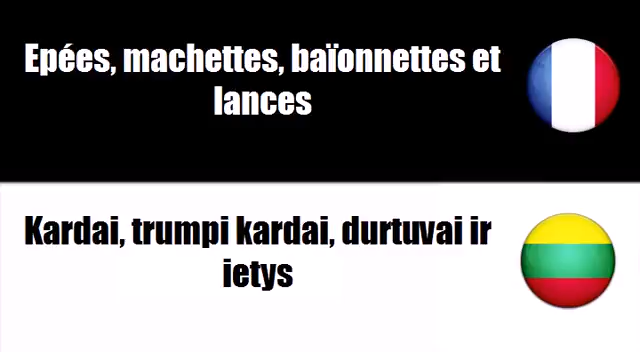 Epées, machettes, baïonnettes et
lances
Kardai, trumpi kardai, durtuvai ir
ietys